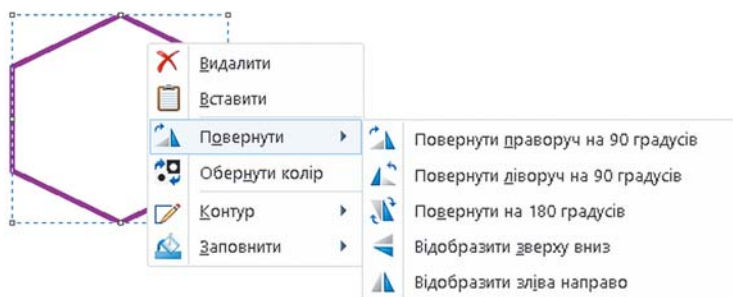 Видалити
Вставити
Повернути
Обернути колір
Контур
Заповнити
Повернути праворуч на 90 градусів
Повернути ліворуч на 90 градусів
Повернути на 180 градусів
Відобразити зверху вниз
Відобразити зліва направо